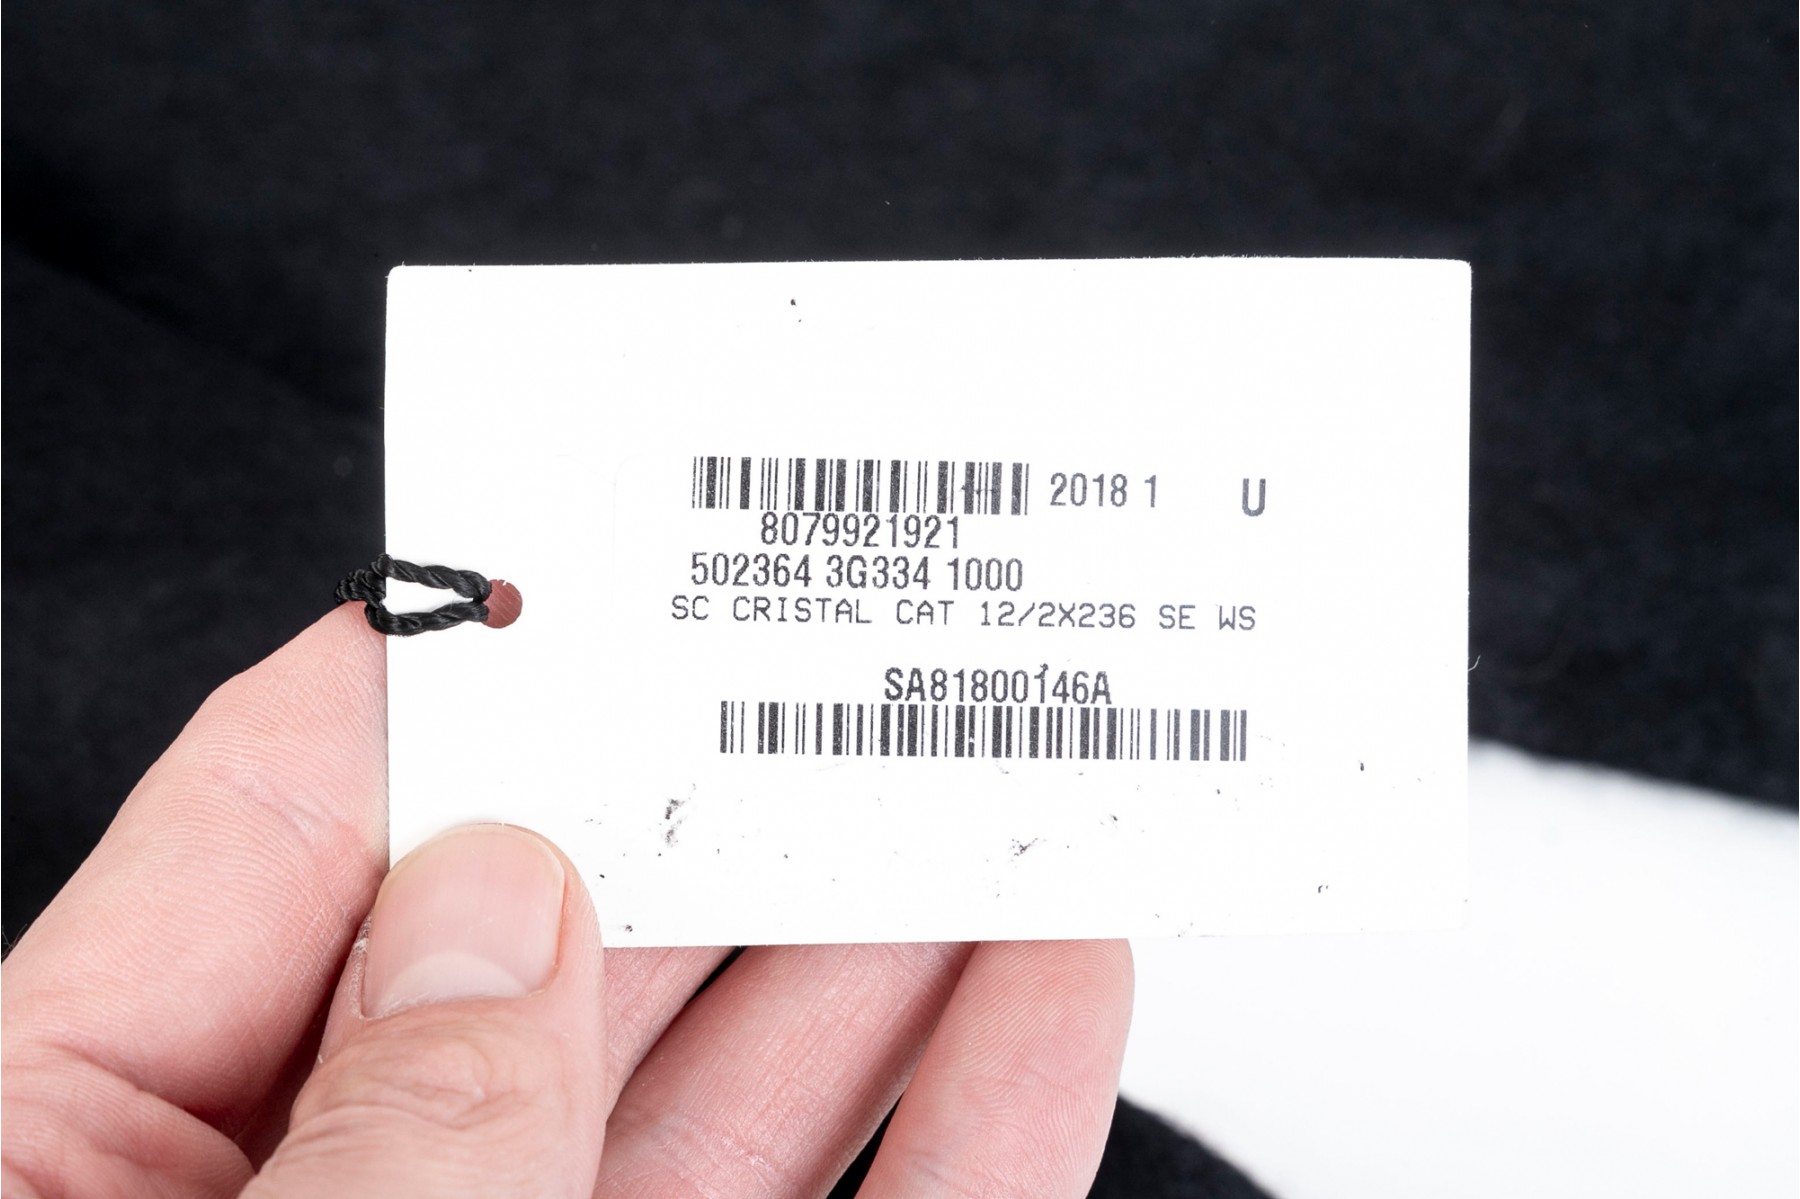 2018 1 U
8079921921
502364 3G334 1000
SC CRISTAL CAT 12/2X236 SE WS
SA81800146A